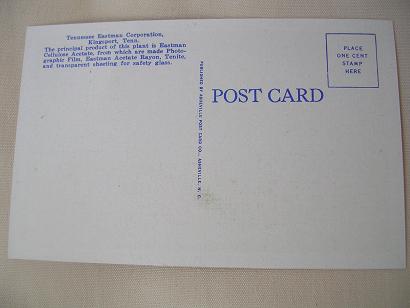 Tennessee Eastman Corporation,
Kingsport, Tenn.
The principal product of this plant is Eastman
Cellulose Acetate, from which are made Photo-
graphic Film, Eastman Acetate Rayon, Tenite,
and transparent sheeting for safety glass.
PUBLISHED BY ASHEVILLE POST CARD CO., ASHEVILLE, N. C.
POST CARD
PLACE
ONE CENT
STAMP
HERE